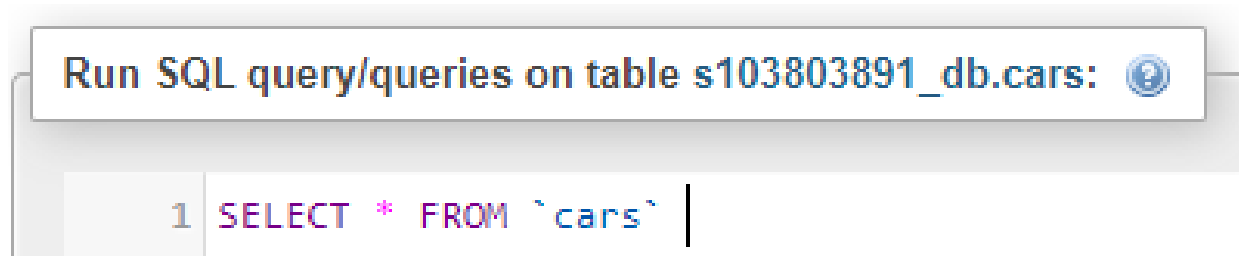 Run SQL query/queries on table s103803891_db.cars:
1 SELECT * FROM `cars`